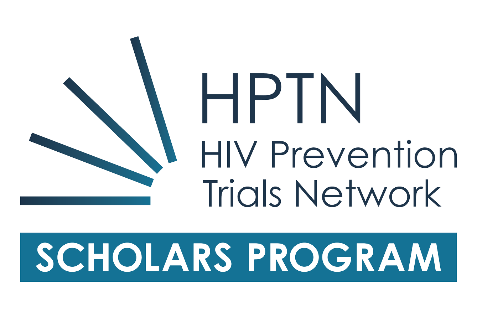 HPTN
HIV Prevention
Trials Network
SCHOLARS PROGRAM